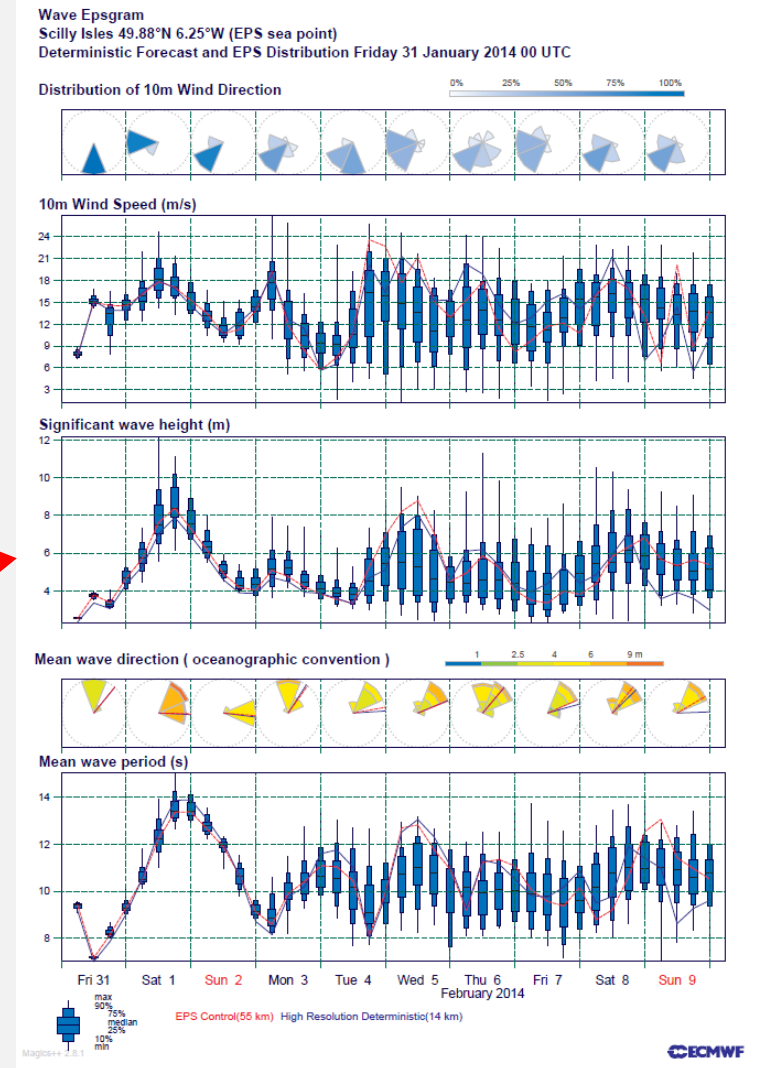 Wave Epsgram
Scilly Isles 49.88°N 6.25°W (EPS sea point)
Deterministic Forecast and EPS Distribution Friday 31 January 2014 00 UTC
Distribution of 10m Wind Direction
0% 25% 50% 75% 100%
10m Wind Speed (m/s)
24
21
18
15
12
9
6
3
Significant wave height (m)
12
10
8
6
4
Mean wave direction ( oceanographic convention )
1 2.5 4 6 9 m
Mean wave period (s)
14
12
10
8
Fri 31 Sat 1 Sun 2 Mon 3 Tue 4 Wed 5 Thu 6 Fri 7 Sat 8 Sun 9
February 2014
max
90%
75%
median
25%
10%
min
EPS Control(55 km) High Resolution Deterministic(14 km)
Magics++ 2.8.1
ECMWF